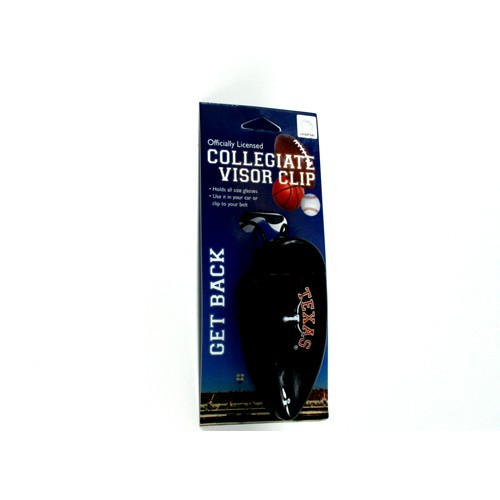 Officially Licensed
COLLEGIATE
VISOR CLIP
• Holds all size glasses
• Use it in your car or
clip to your belt
GET BACK
TEXAS